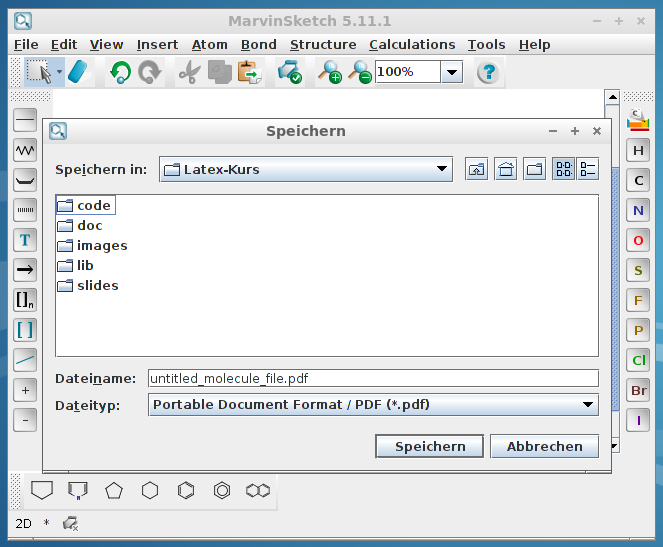 MarvinSketch 5.11.1
File Edit View Insert Atom Bond Structure Calculations Tools Help
100%
Speichern
Speichern in: Latex-Kurs
code
doc
images
lib
slides
Dateiname: untitled_molecule_file.pdf
Dateityp: Portable Document Format / PDF (*.pdf)
Speichern Abbrechen
T
[]n
[ ]
+
-
H
C
N
O
S
F
P
Cl
Br
I
2D *